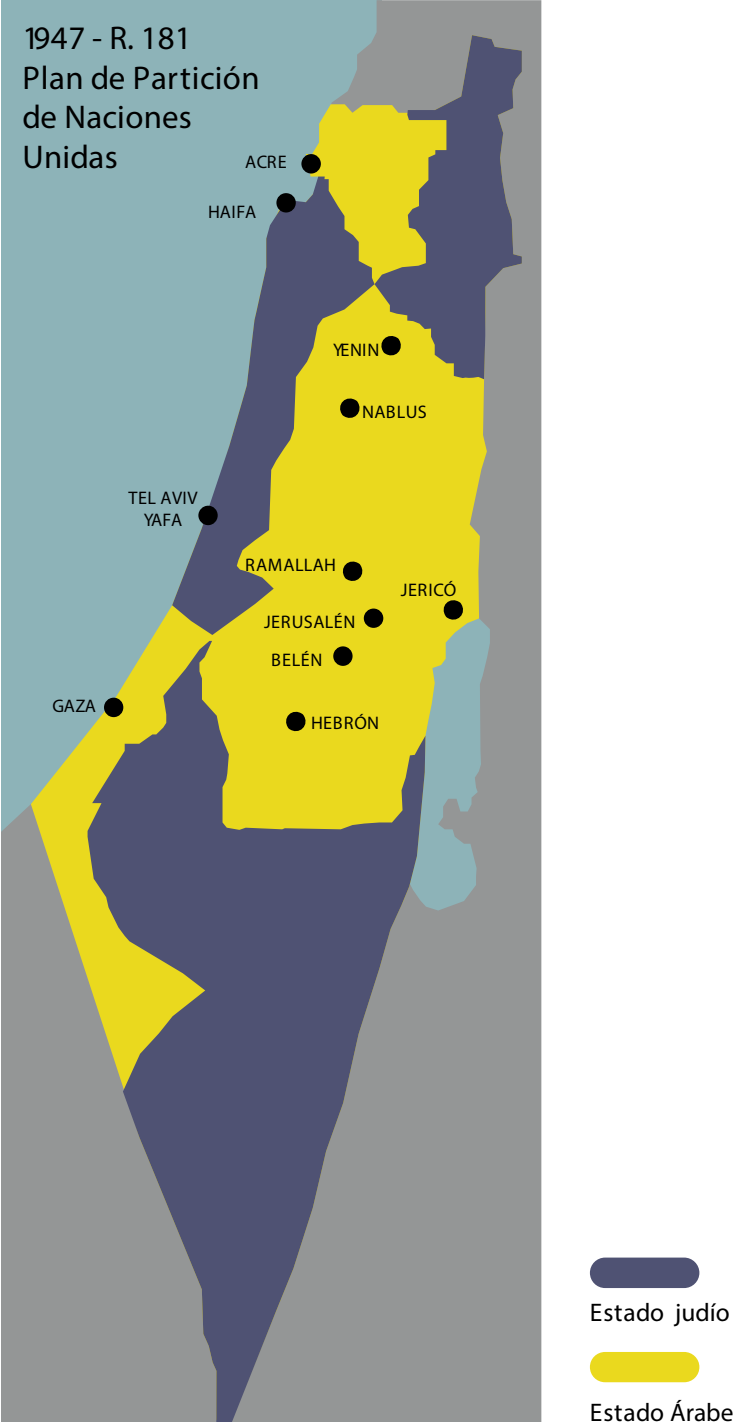 1947 - R. 181
Plan de Partición
de Naciones
Unidas
ACRE
HAIFA
YENIN
NABLUS
TEL AVIV
YAFA
RAMALLAH
JERICÓ
JERUSALÉN
BELÉN
GAZA
HEBRÓN
Estado judío
Estado Árabe